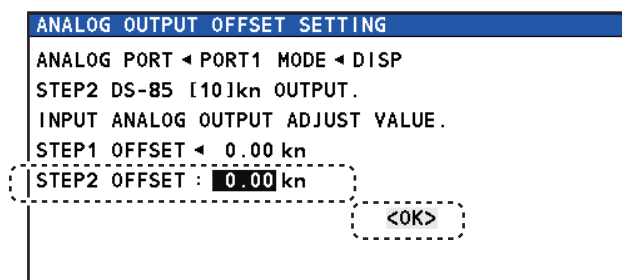 ANALOG OUTPUT OFFSET SETTING
ANALOG PORT ◄ PORT1 MODE ◄ DISP
STEP2 DS-85 [10]kn OUTPUT.
INPUT ANALOG OUTPUT ADJUST VALUE.
STEP1 OFFSET ◄ 0.00 kn
STEP2 OFFSET : 0.00 kn
<OK>